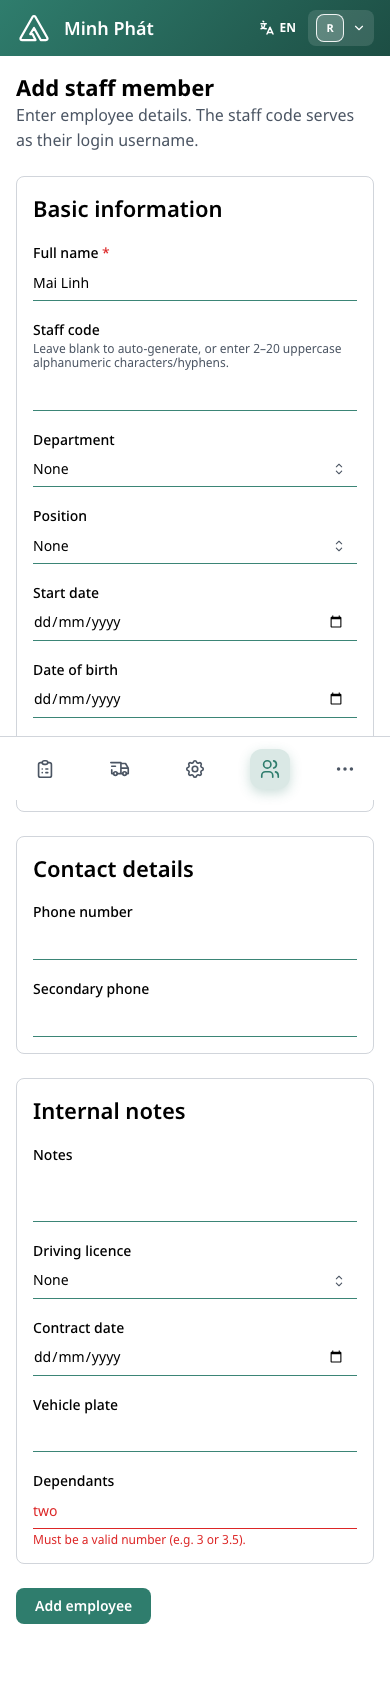 Minh Phát
EN
R
Add staff member
Enter employee details. The staff code serves
as their login username.
Basic information
Full name *
Mai Linh
Staff code
Leave blank to auto-generate, or enter 2–20 uppercase
alphanumeric characters/hyphens.
Department
None
Position
None
Start date
dd/mm/yyyy
Date of birth
dd/mm/yyyy
Contact details
Phone number
Secondary phone
Internal notes
Notes
Driving licence
None
Contract date
dd/mm/yyyy
Vehicle plate
Dependants
two
Must be a valid number (e.g. 3 or 3.5).
Add employee